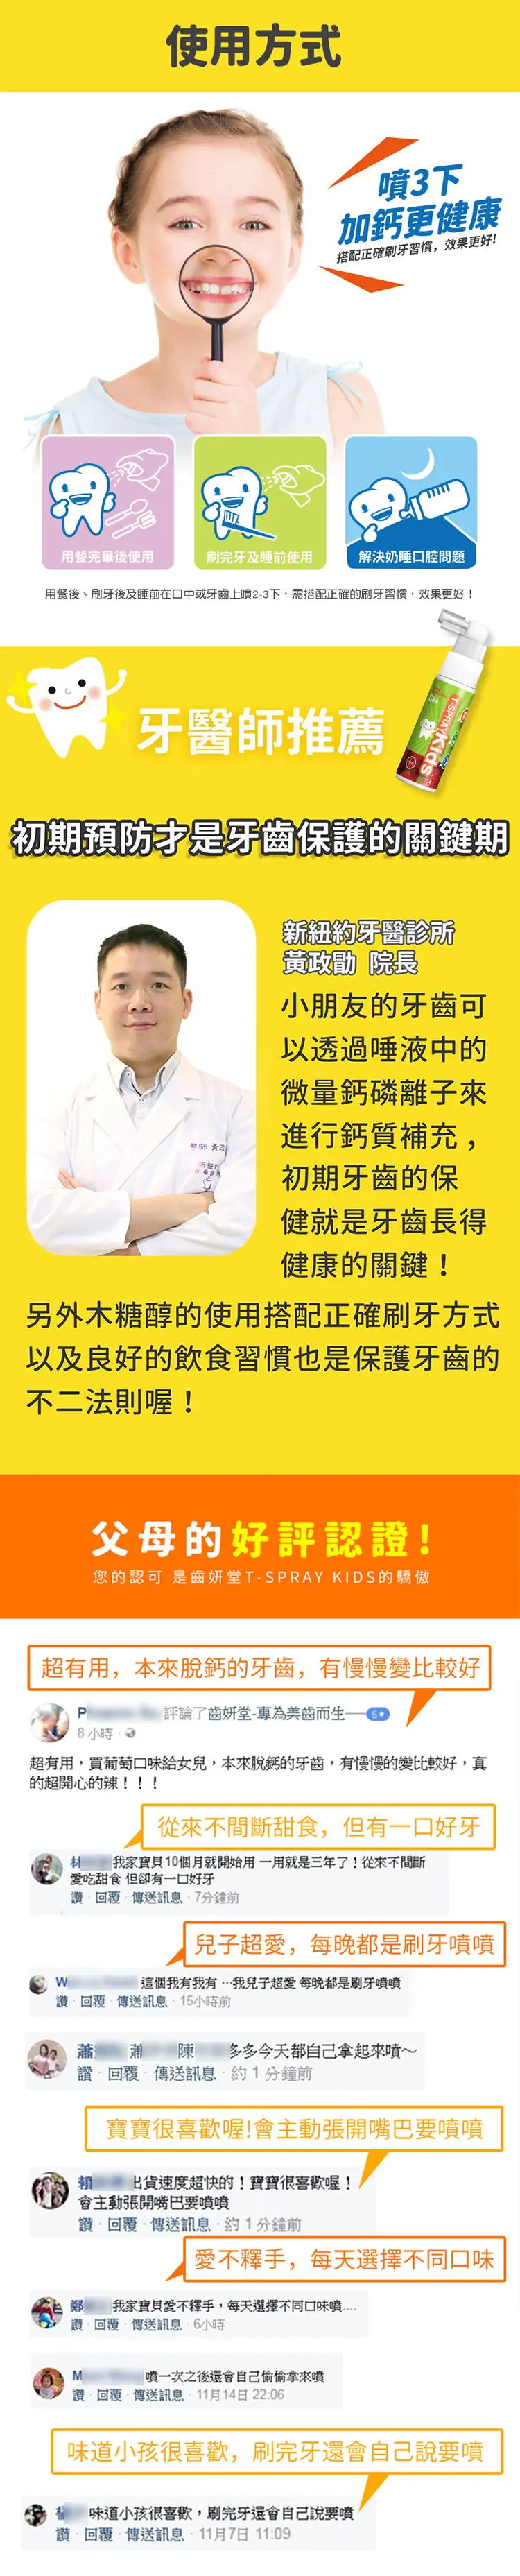 使用方式
噴3下
加鈣更健康
搭配正確刷牙習慣，效果更好!
用餐完畢後使用
刷完牙及睡前使用
解決奶睡口腔問題
用餐後、刷牙後及睡前在口中或牙齒上噴2-3下，需搭配正確的刷牙習慣，效果更好！
T-SPRAY
Kids
牙醫師推薦
初期預防才是牙齒保護的關鍵期
新紐約牙醫診所
黃政勛 院長
小朋友的牙齒可
以透過唾液中的
微量鈣磷離子來
進行鈣質補充，
初期牙齒的保
健就是牙齒長得
健康的關鍵！
另外木糖醇的使用搭配正確刷牙方式
以及良好的飲食習慣也是保護牙齒的
不二法則喔！
父母的好評認證!
您的認可 是齒妍堂T-SPRAY KIDS的驕傲
超有用，本來脫鈣的牙齒，有慢慢變比較好
P 評論了齒妍堂-專為美齒而生— 5★
8 小時
超有用，買葡萄口味給女兒，本來脫鈣的牙齒，有慢慢的變比較好，真
的超開心的辣！！！
從來不間斷甜食，但有一口好牙
林 我家寶貝10個月就開始用 一用就是三年了！從來不間斷
愛吃甜食 但卻有一口好牙
讚 · 回覆 · 傳送訊息 · 7分鐘前
兒子超愛，每晚都是刷牙噴噴
W 這個我有我有 …我兒子超愛 每晚都是刷牙噴噴
讚 · 回覆 · 傳送訊息 · 15小時前
蕭 蕭 陳 多多今天都自己拿起來噴～
讚 · 回覆 · 傳送訊息 · 約 1 分鐘前
寶寶很喜歡喔!會主動張開嘴巴要噴噴
賴 出貨速度超快的！寶寶很喜歡喔！
會主動張開嘴巴要噴噴
讚 · 回覆 · 傳送訊息 · 約 1 分鐘前
愛不釋手，每天選擇不同口味
鄭 我家寶貝愛不釋手，每天選擇不同口味噴....
讚 · 回覆 · 傳送訊息 · 6小時
M 噴一次之後還會自己偷偷拿來噴
讚 · 回覆 · 傳送訊息 · 11月14日 22:06
味道小孩很喜歡，刷完牙還會自己說要噴
味道小孩很喜歡，刷完牙還會自己說要噴
讚 · 回覆 · 傳送訊息 · 11月7日 11:09